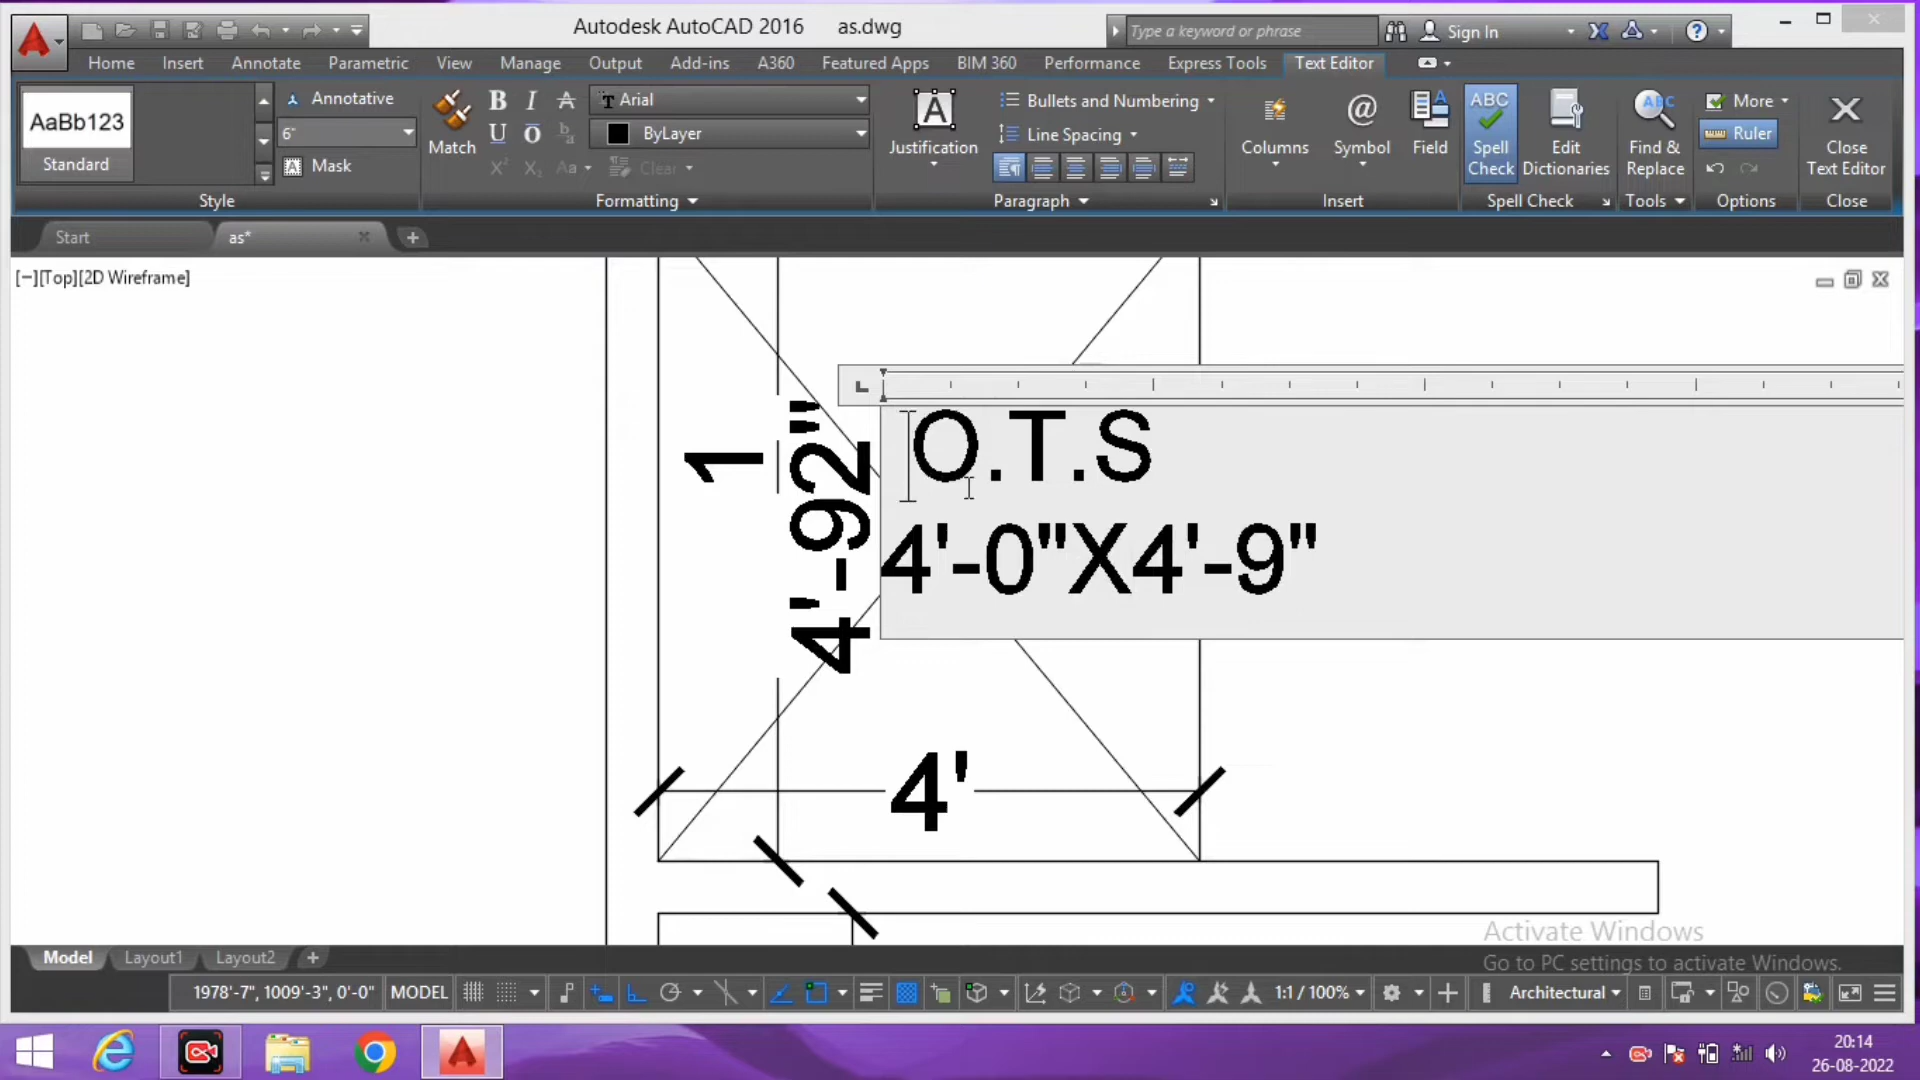 Autodesk AutoCAD 2016 as.dwg
Type a keyword or phrase
Sign In
Home Insert Annotate Parametric View Manage Output Add-ins A360 Featured Apps BIM 360 Performance Express Tools Text Editor
AaBb123
Standard
Annotative
6"
Mask
Style
Match
B I A
U O
Arial
ByLayer
Aa
Clear
Formatting
Justification
Bullets and Numbering
Line Spacing
Paragraph
Columns
Symbol
Field
Insert
ABC
Spell Check
Edit Dictionaries
Spell Check
ABC
Find & Replace
Tools
More
Ruler
Options
Close Text Editor
Close
Start
as*
[−][Top][2D Wireframe]
O.T.S
4'-0"X4'-9"
1
4'-92"
4'
Activate Windows
Go to PC settings to activate Windows.
Model Layout1 Layout2
1978'-7", 1009'-3", 0'-0" MODEL
1:1 / 100%
Architectural
20:14
26-08-2022